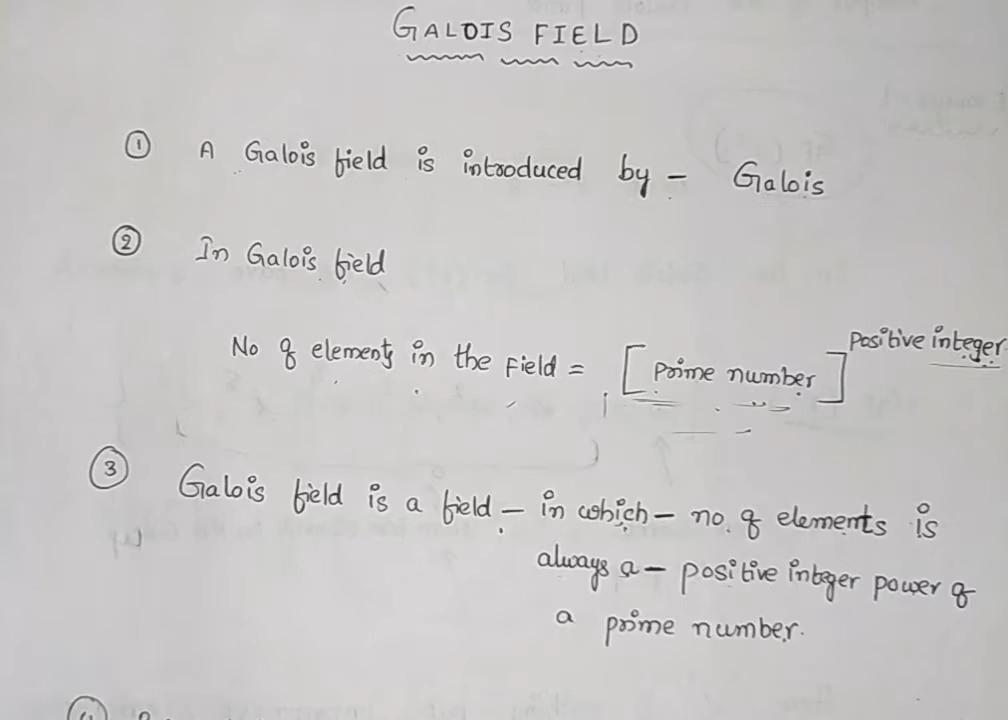 GALOIS FIELD
① A Galois field is introduced by - Galois
② In Galois field
No of elements in the Field = [prime number] positive integer
③ Galois field is a field - in which - no. of elements is
always a - positive integer power of
a prime number.